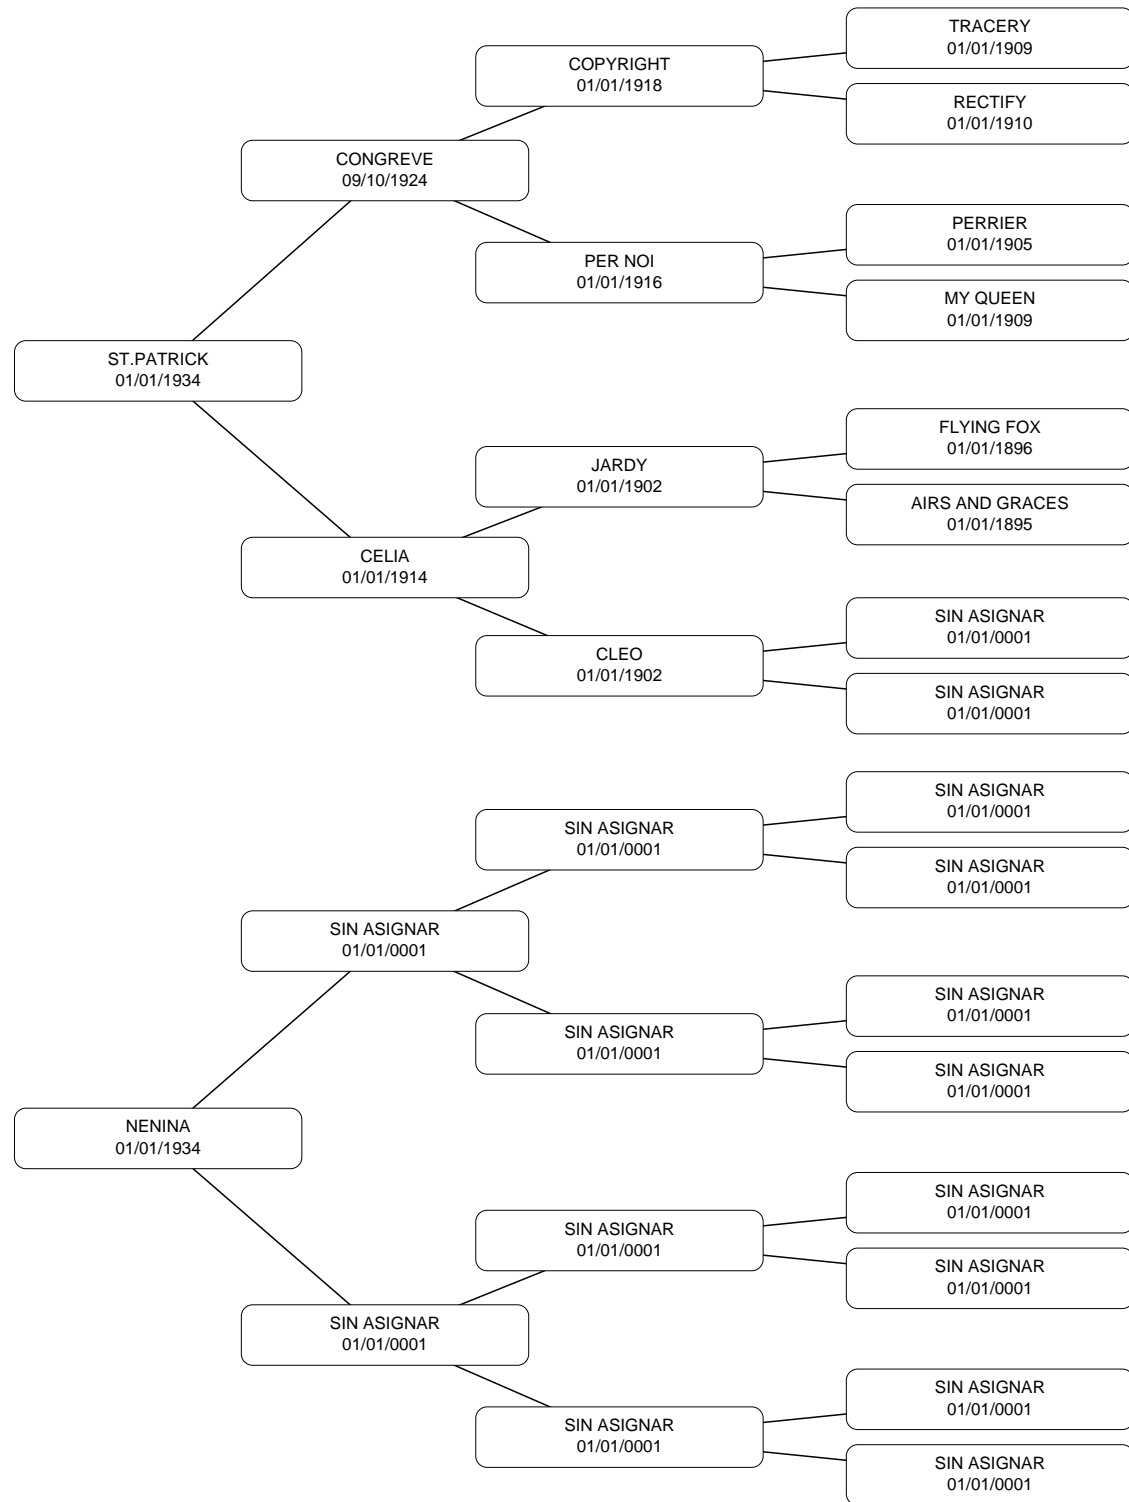 TRACERY
01/01/1909
COPYRIGHT
01/01/1918
RECTIFY
01/01/1910
CONGREVE
09/10/1924
PERRIER
01/01/1905
PER NOI
01/01/1916
MY QUEEN
01/01/1909
ST.PATRICK
01/01/1934
FLYING FOX
01/01/1896
JARDY
01/01/1902
AIRS AND GRACES
01/01/1895
CELIA
01/01/1914
SIN ASIGNAR
01/01/0001
CLEO
01/01/1902
SIN ASIGNAR
01/01/0001
SIN ASIGNAR
01/01/0001
SIN ASIGNAR
01/01/0001
SIN ASIGNAR
01/01/0001
SIN ASIGNAR
01/01/0001
SIN ASIGNAR
01/01/0001
SIN ASIGNAR
01/01/0001
SIN ASIGNAR
01/01/0001
NENINA
01/01/1934
SIN ASIGNAR
01/01/0001
SIN ASIGNAR
01/01/0001
SIN ASIGNAR
01/01/0001
SIN ASIGNAR
01/01/0001
SIN ASIGNAR
01/01/0001
SIN ASIGNAR
01/01/0001
SIN ASIGNAR
01/01/0001